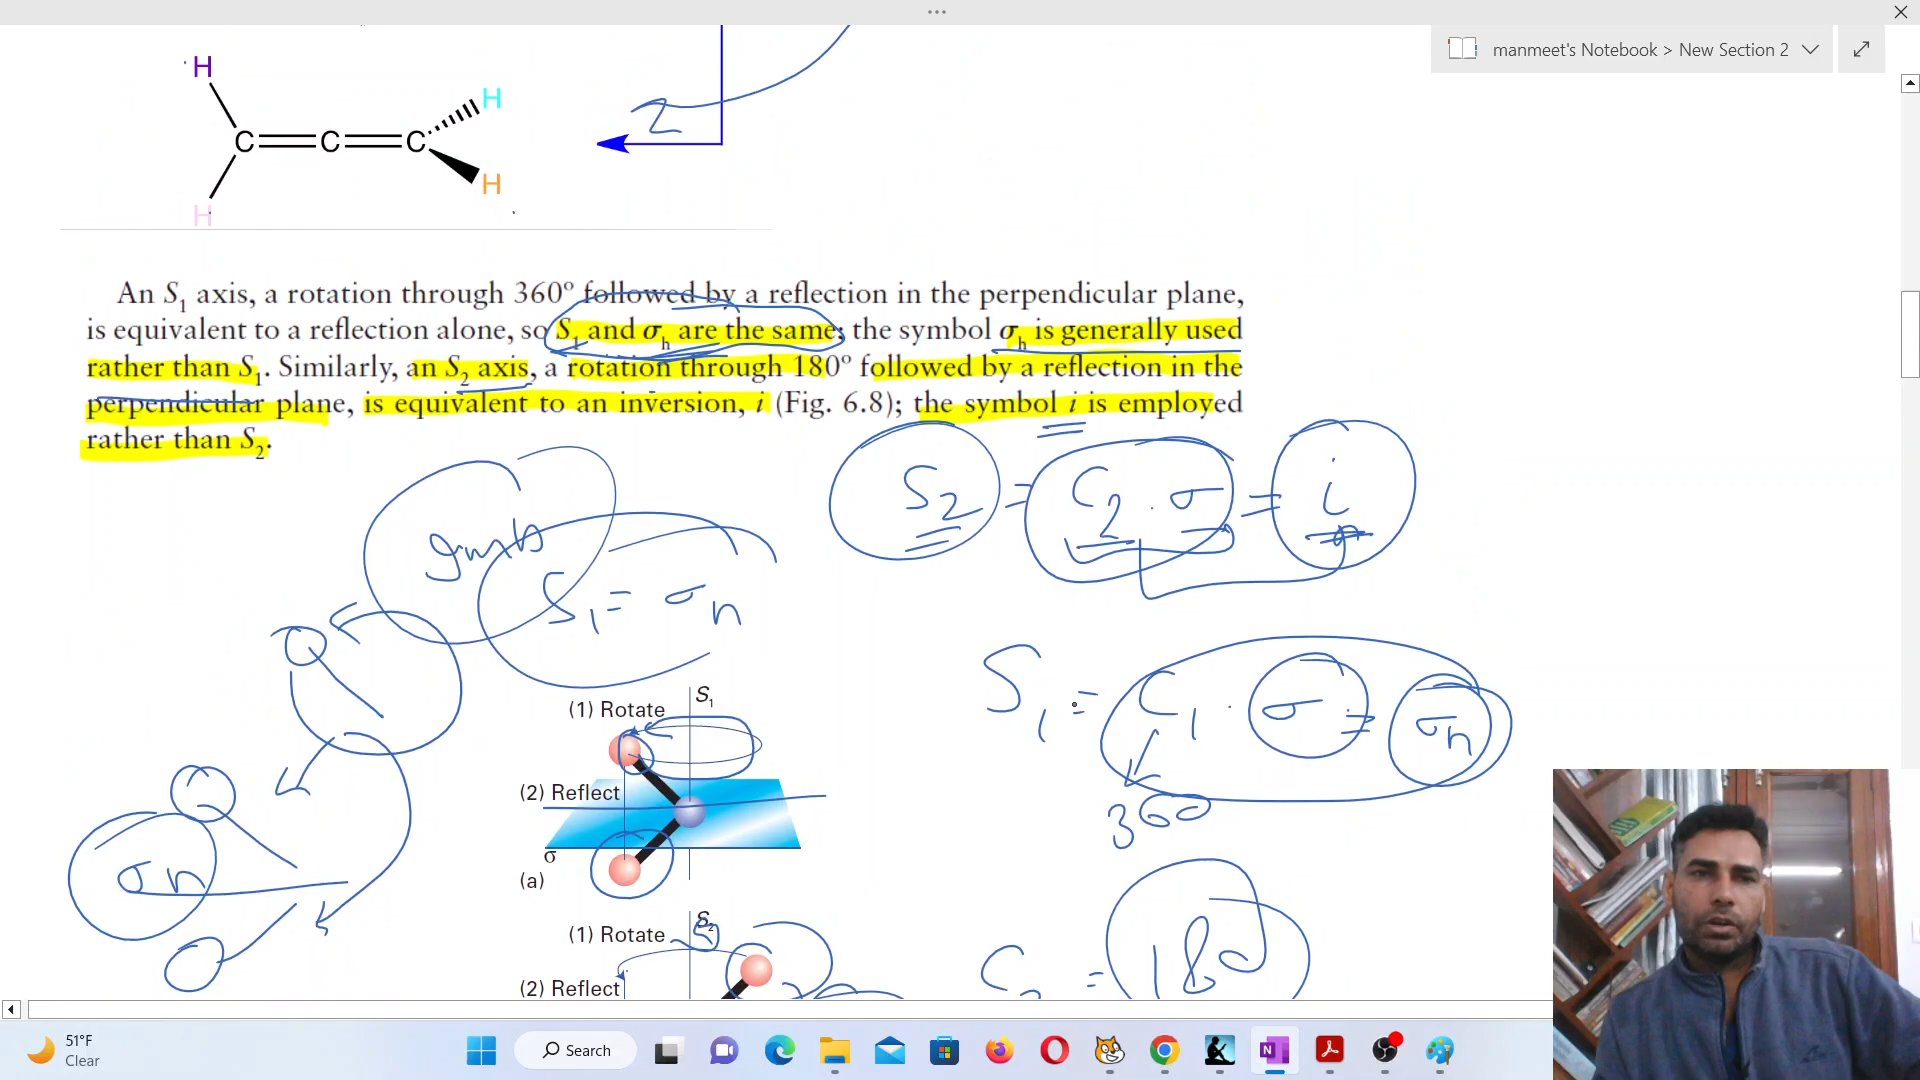 manmeet's Notebook > New Section 2
H
H
C C C
Z
H
H
An S₁ axis, a rotation through 360° followed by a reflection in the perpendicular plane,
is equivalent to a reflection alone, so S₁ and σₕ are the same; the symbol σₕ is generally used
rather than S₁. Similarly, an S₂ axis, a rotation through 180° followed by a reflection in the
perpendicular plane, is equivalent to an inversion, i (Fig. 6.8); the symbol i is employed
rather than S₂.
S₂ = C₂ . σ = i
S₁ = σₕ
S₁ = C₁ . σ = σₕ
360
S₁
(1) Rotate
(2) Reflect
σ
(a)
σₕ
S₂
(1) Rotate
(2) Reflect
= 180
51°F
Clear
Search